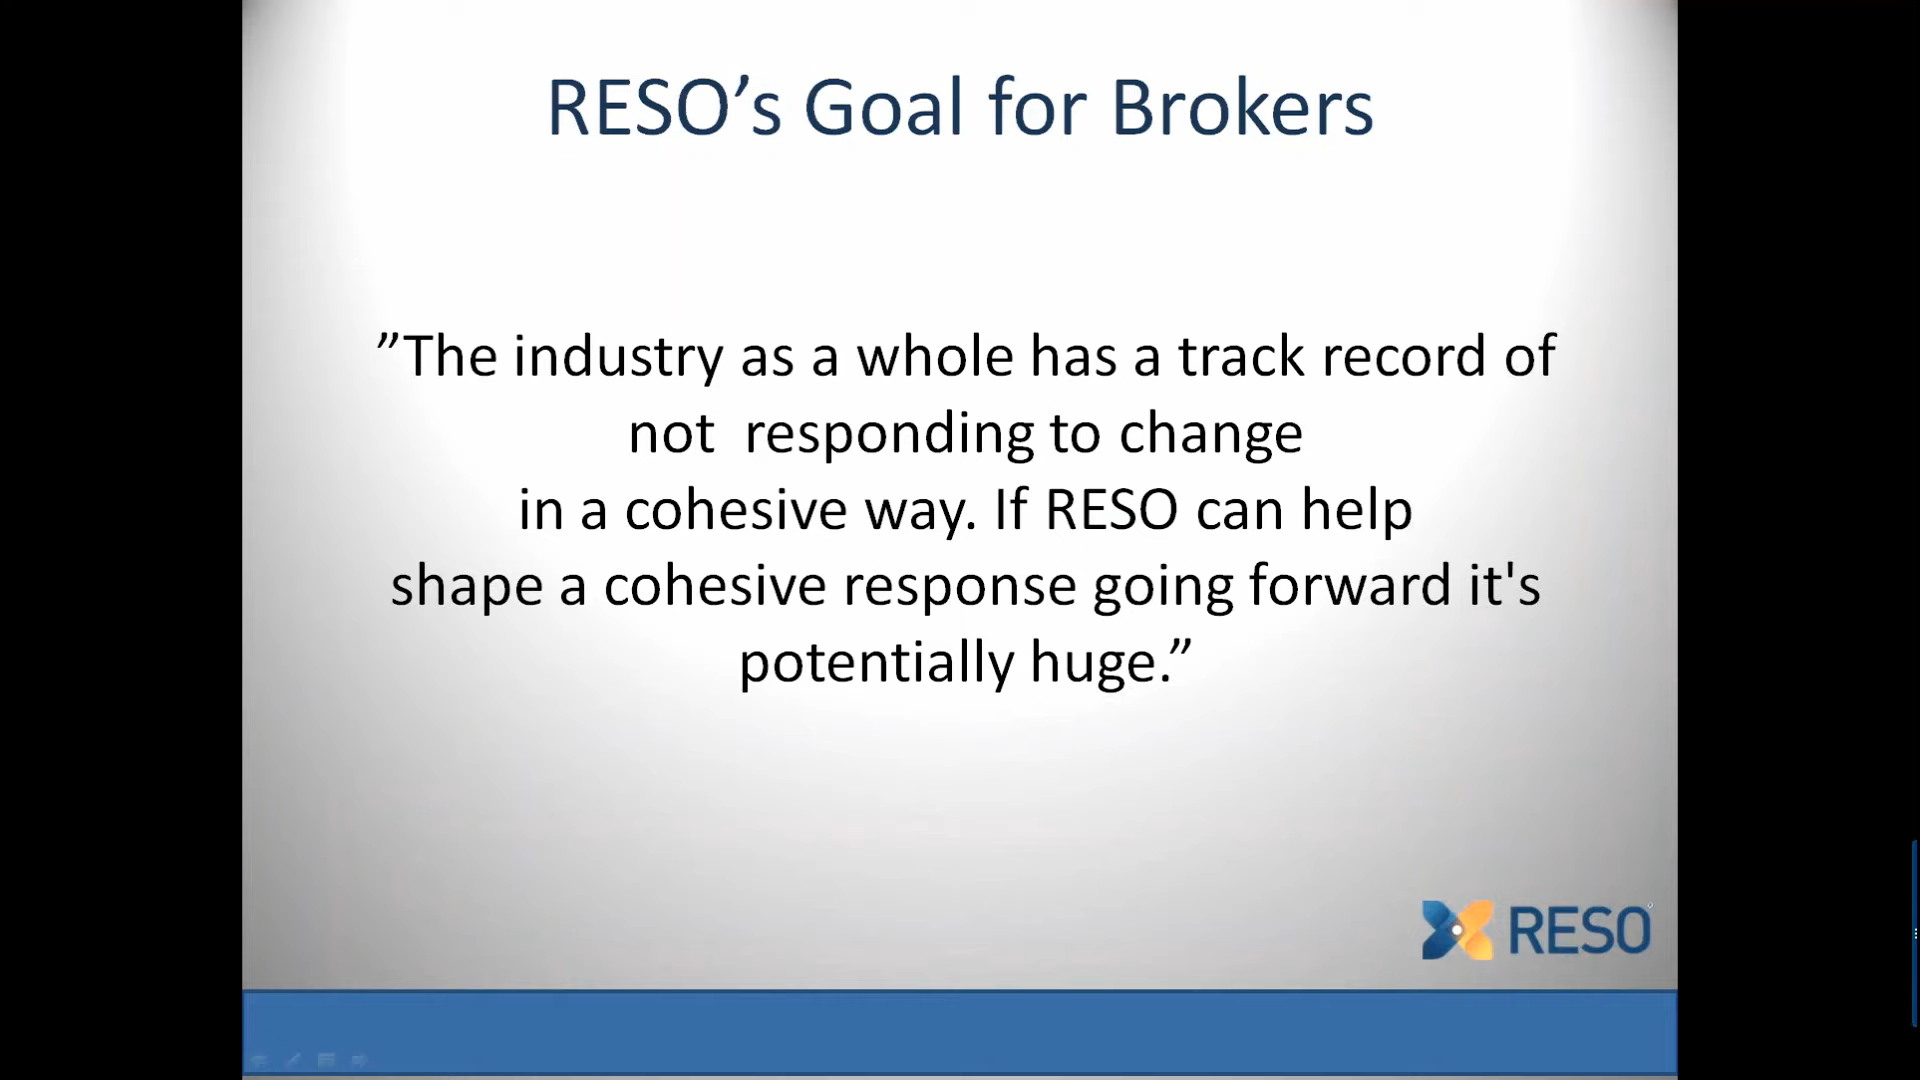 RESO’s Goal for Brokers
”The industry as a whole has a track record of
not  responding to change
in a cohesive way. If RESO can help
shape a cohesive response going forward it's
potentially huge.”
RESO